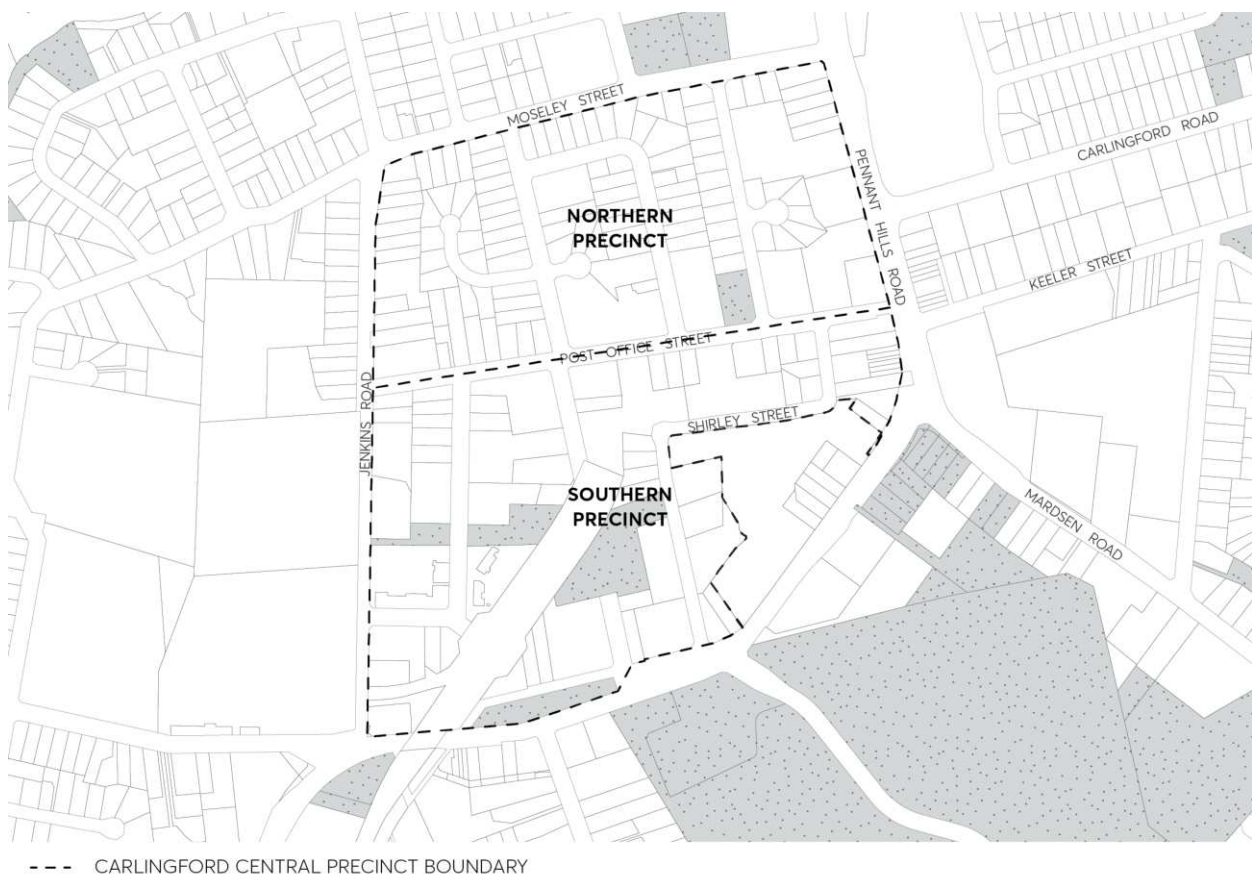 MOSELEY STREET
CARLINGFORD ROAD
PENNANT HILLS ROAD
NORTHERN
PRECINCT
KEELER STREET
POST OFFICE STREET
JENKINS ROAD
SHIRLEY STREET
SOUTHERN
PRECINCT
MARDSEN ROAD
CARLINGFORD CENTRAL PRECINCT BOUNDARY